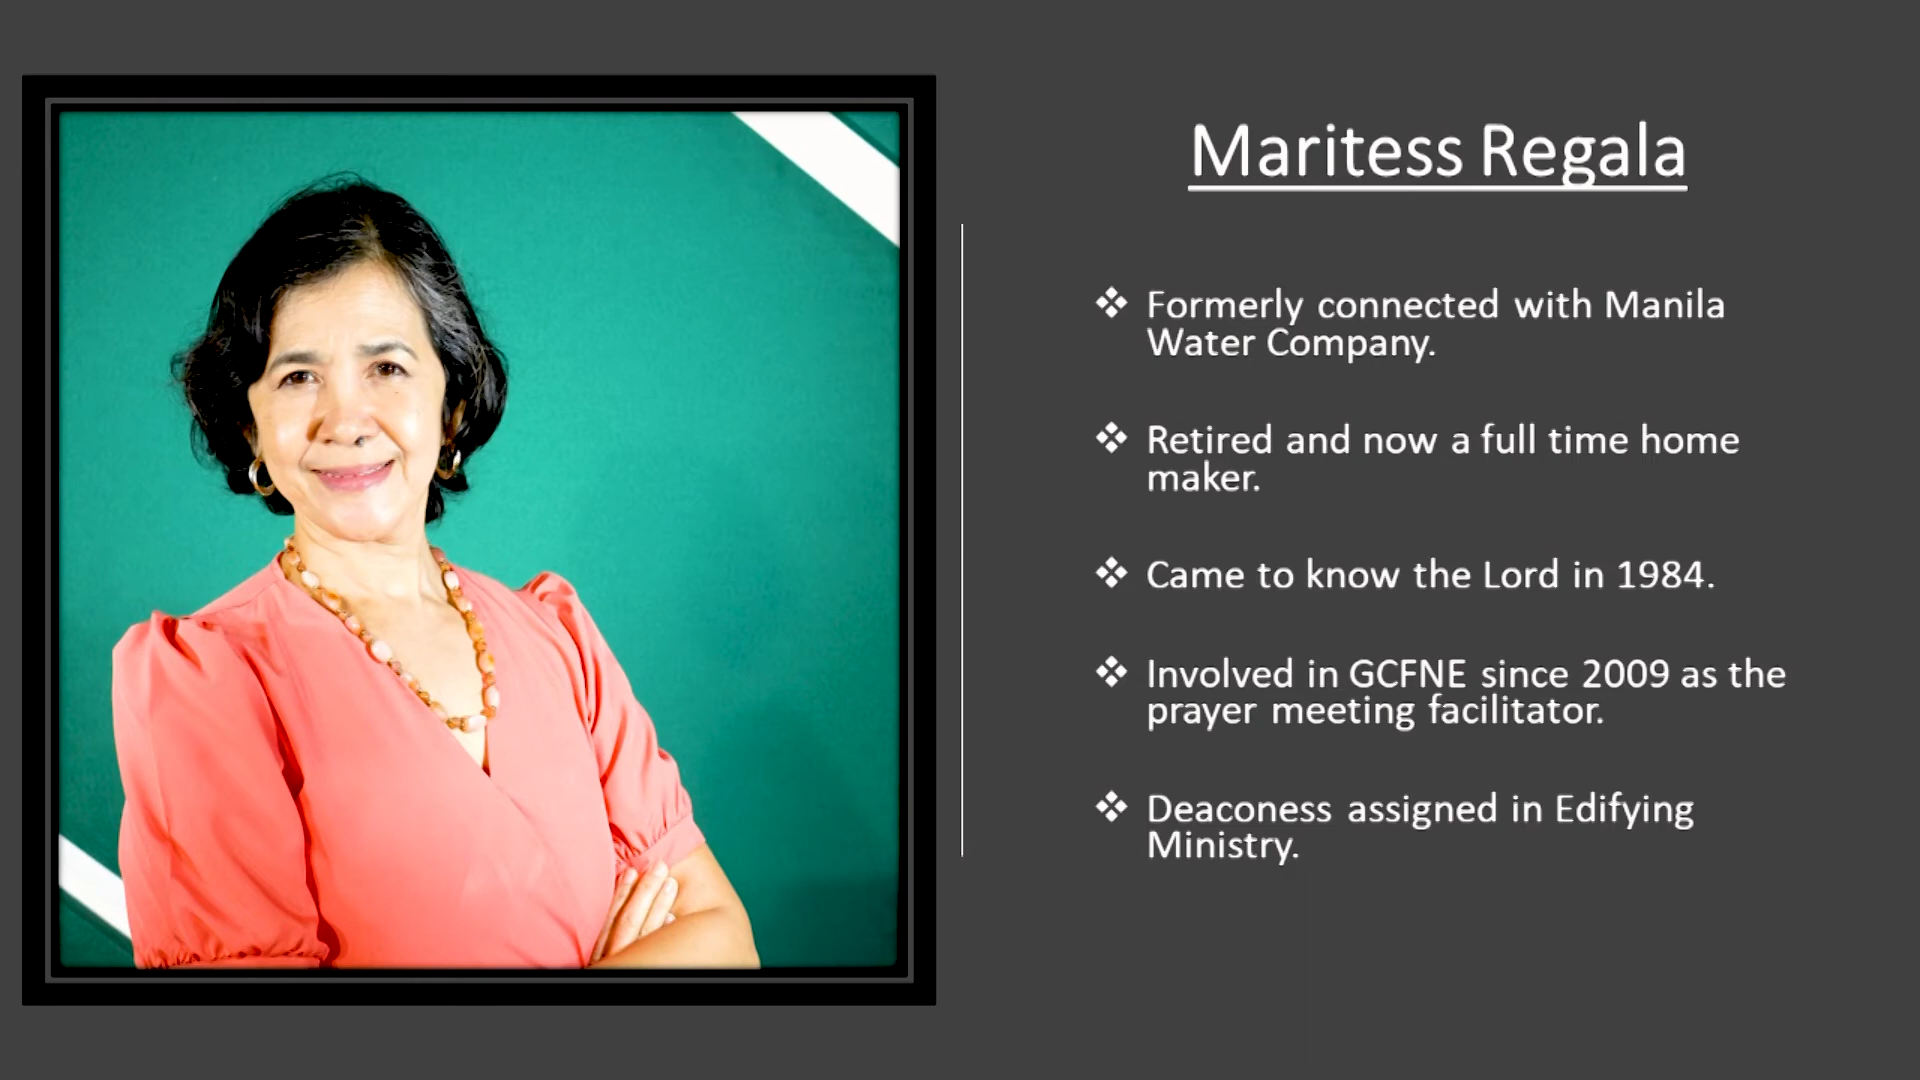 Maritess Regala
❖ Formerly connected with Manila
Water Company.
❖ Retired and now a full time home
maker.
❖ Came to know the Lord in 1984.
❖ Involved in GCFNE since 2009 as the
prayer meeting facilitator.
❖ Deaconess assigned in Edifying
Ministry.